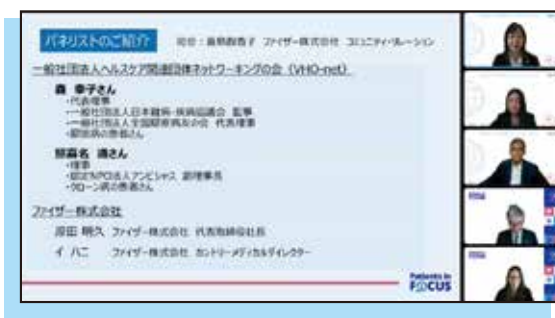 パネリストのご紹介
司会：喜島智香子 ファイザー株式会社 コミュニティ・リレーション
一般社団法人ヘルスケア関連団体ネットワーキングの会（VHO-net）
森 幸子さん
・代表理事
・一般社団法人日本難病・疾病団体協議会 監事
・一般社団法人全国膠原病友の会 代表理事
・膠原病の患者さん
照喜名 通さん
・理事
・認定NPO法人アンビシャス 副理事長
・クローン病の患者さん
ファイザー株式会社
原田 明久 ファイザー株式会社 代表取締役社長
イ ハニ ファイザー株式会社 カントリーメディカルディレクター
Patients in
FOCUS